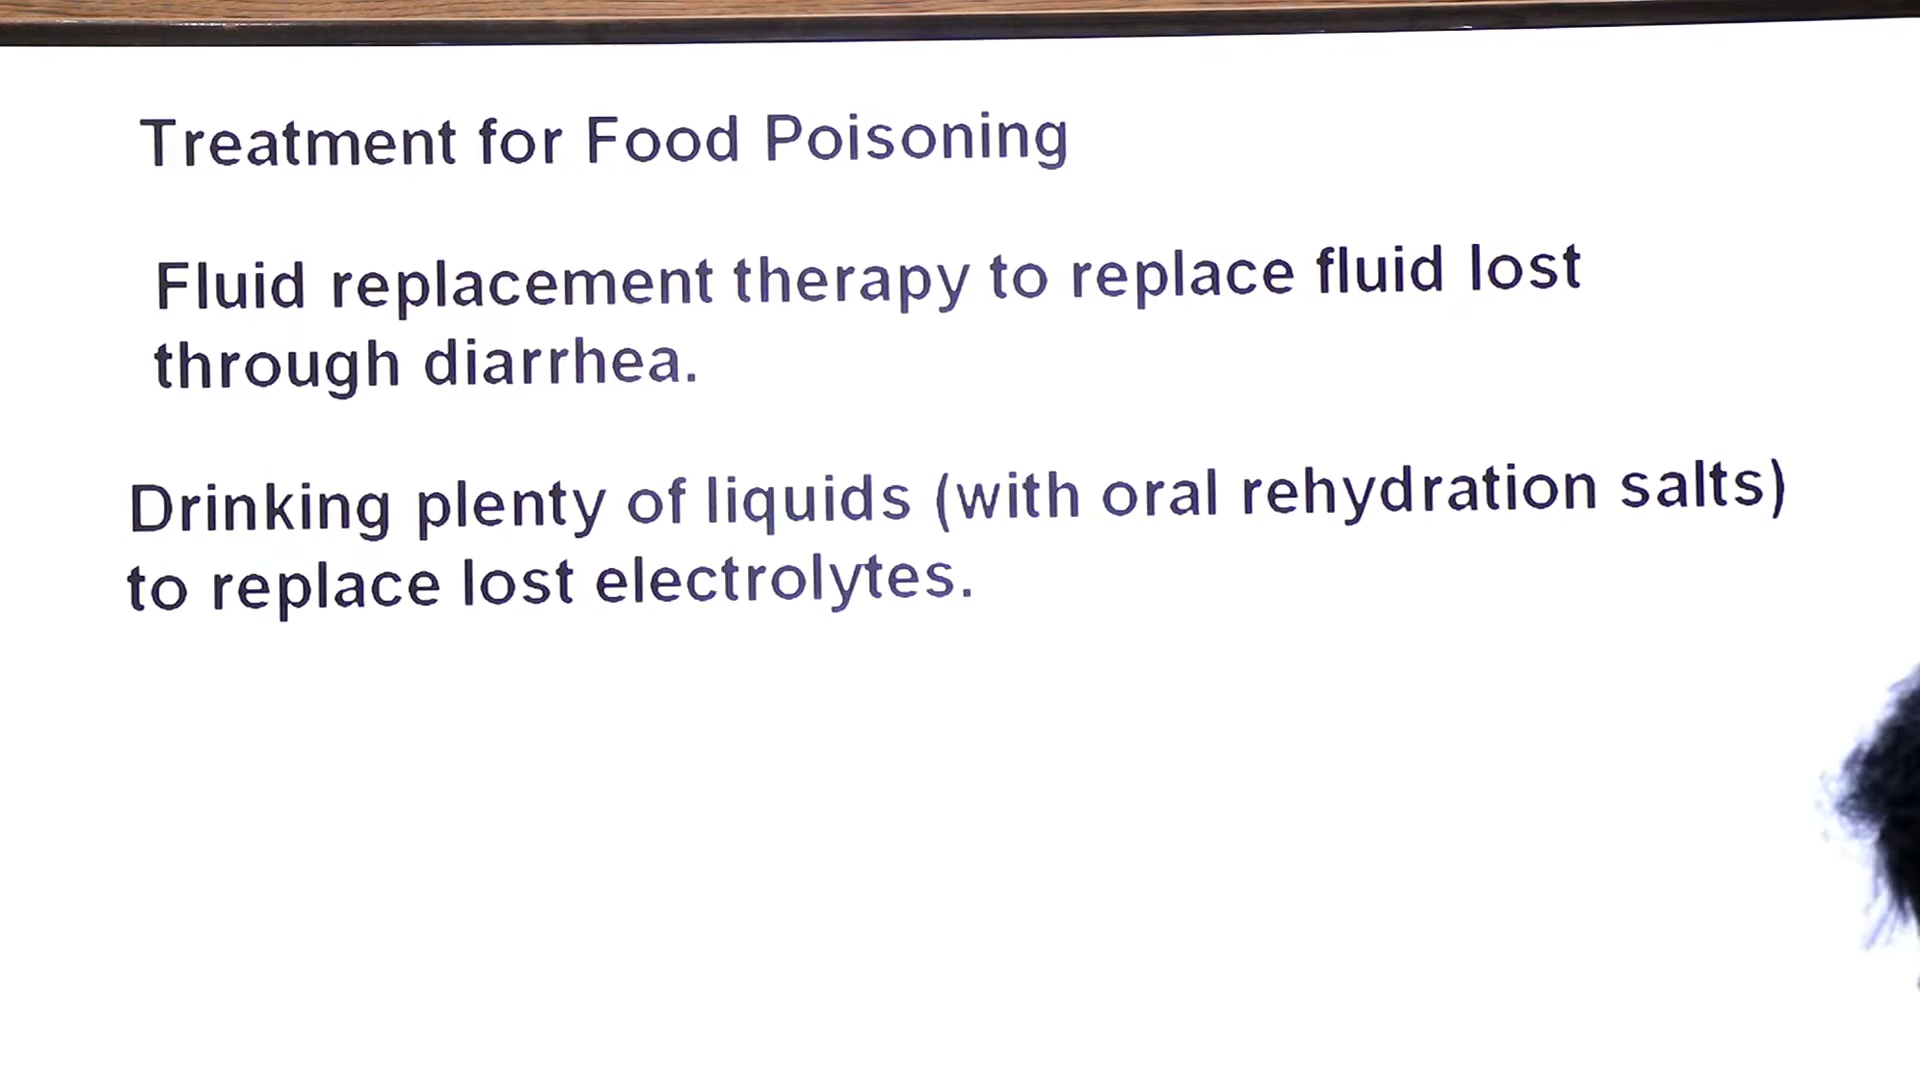 Treatment for Food Poisoning
Fluid replacement therapy to replace fluid lost
through diarrhea.
Drinking plenty of liquids (with oral rehydration salts)
to replace lost electrolytes.